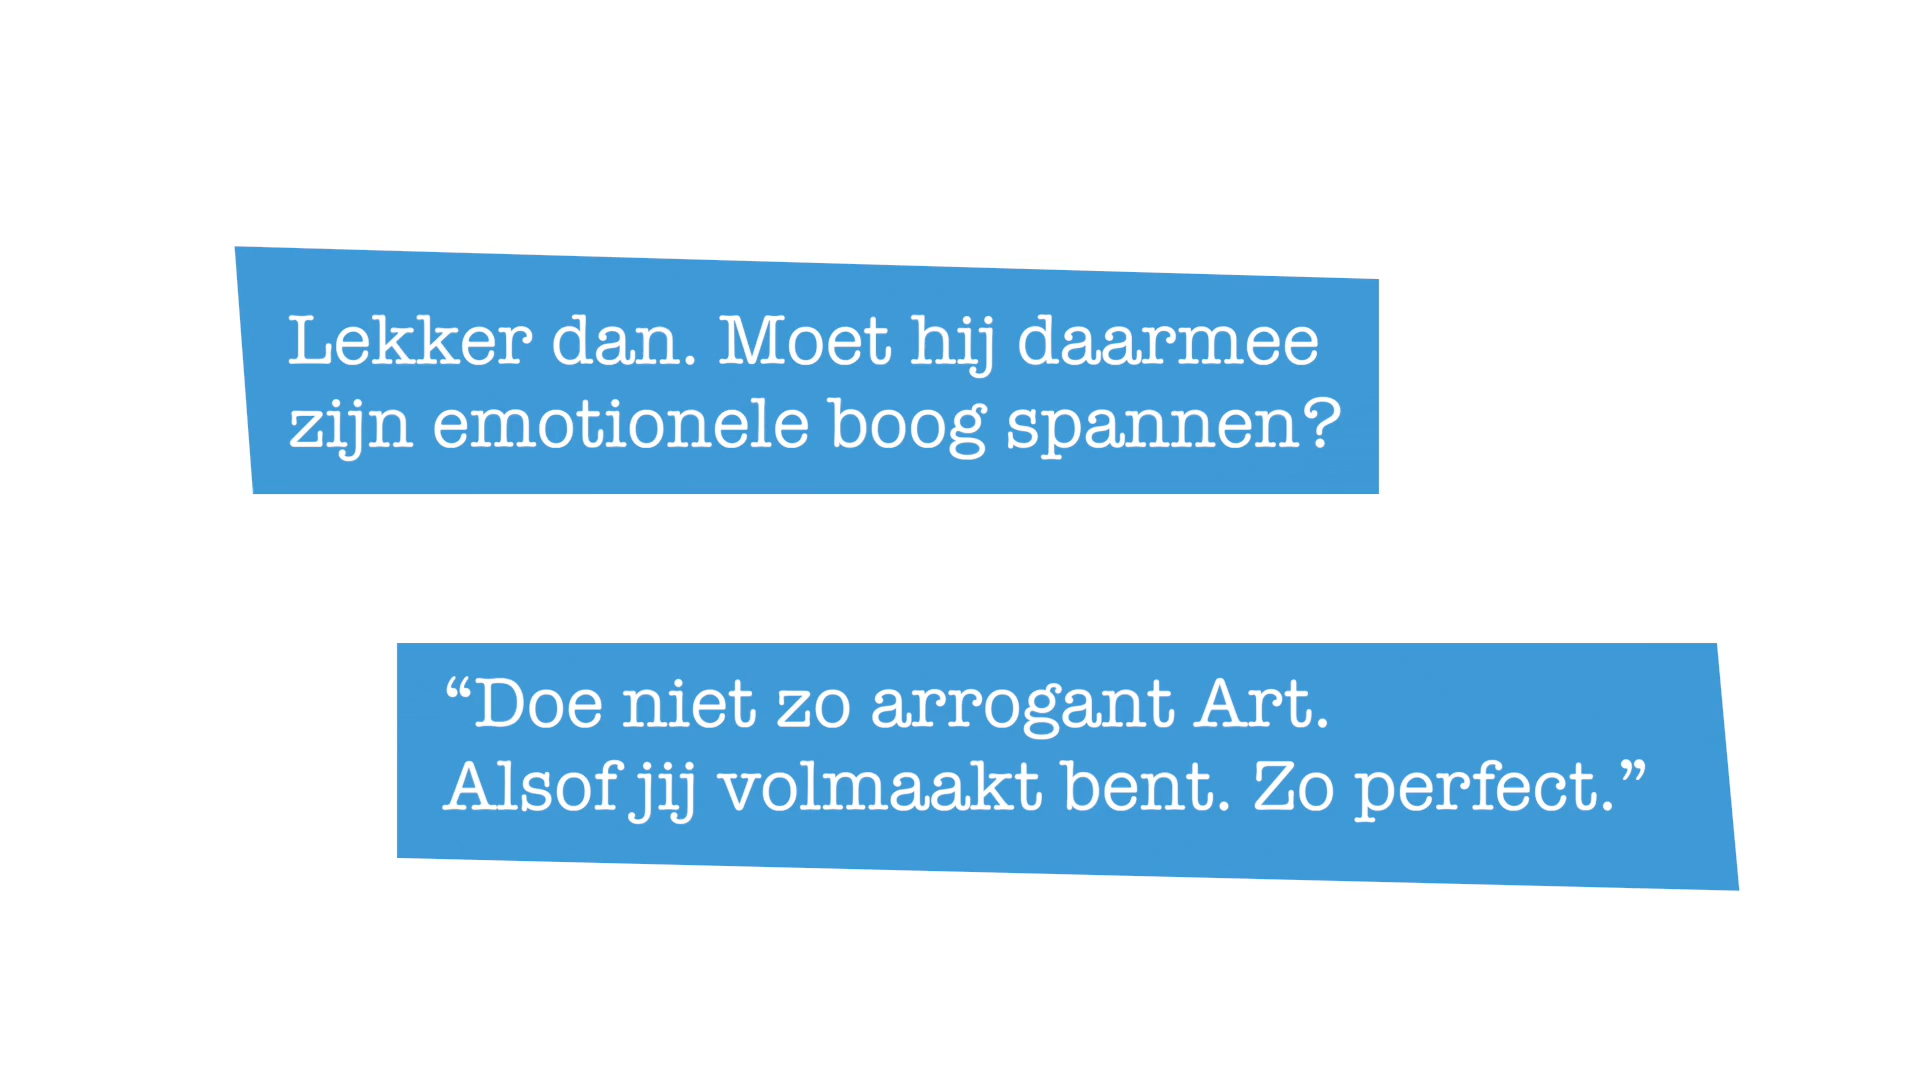 Lekker dan. Moet hij daarmee
zijn emotionele boog spannen?
“Doe niet zo arrogant Art.
Alsof jij volmaakt bent. Zo perfect.”